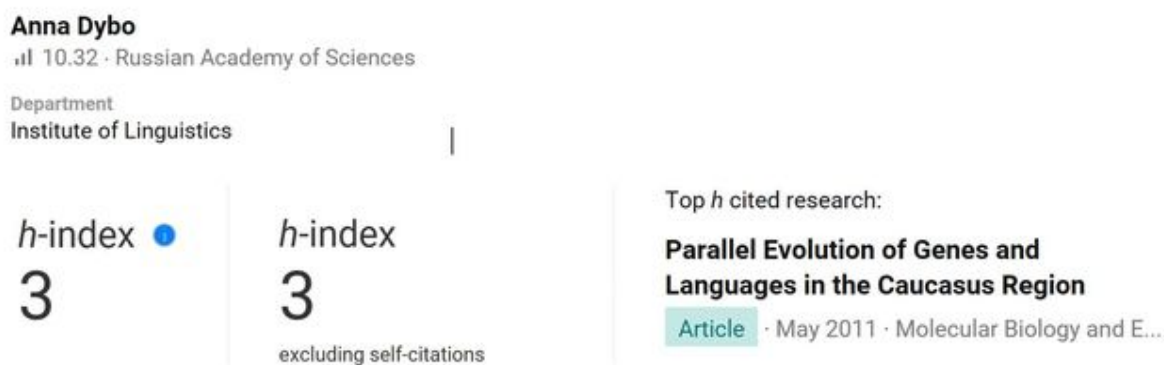 Anna Dybo
10.32 · Russian Academy of Sciences
Department
Institute of Linguistics
h-index
3
h-index
3
excluding self-citations
Top h cited research:
Parallel Evolution of Genes and
Languages in the Caucasus Region
Article · May 2011 · Molecular Biology and E...